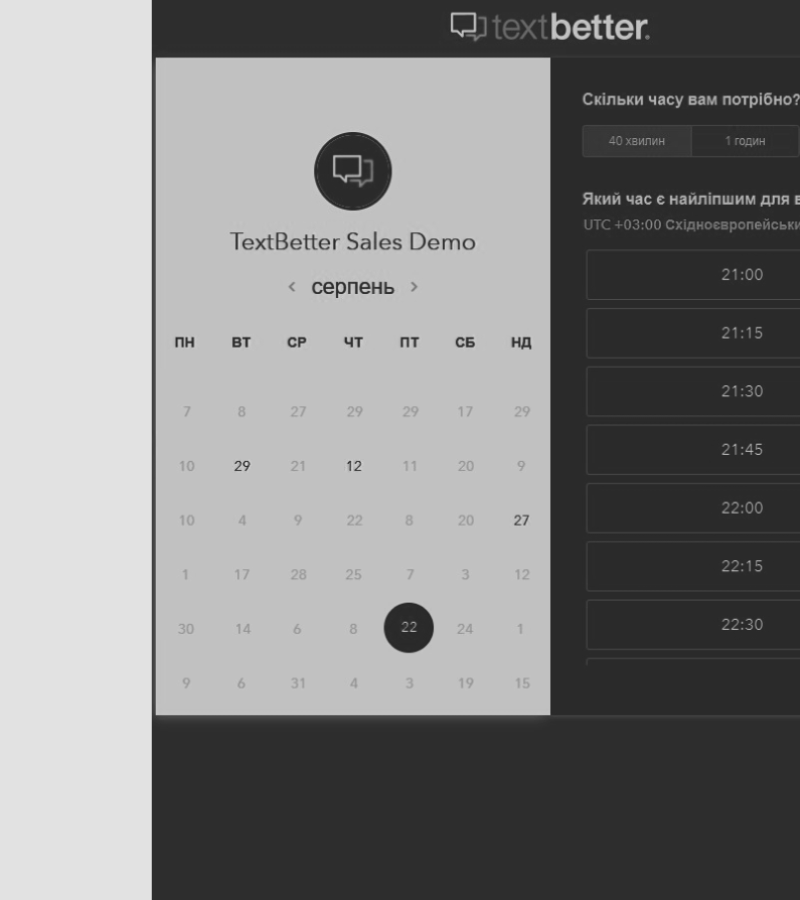 textbetter.
TextBetter Sales Demo
< серпень >
ПН ВТ СР ЧТ ПТ СБ НД
7 8 27 29 29 17 29
10 29 21 12 11 20 9
10 4 9 22 8 20 27
1 17 28 25 7 3 12
30 14 6 8 22 24 1
9 6 31 4 3 19 15
Скільки часу вам потрібно?
40 хвилин 1 годин
Який час є найліпшим для
UTC +03:00
21:00
21:15
21:30
21:45
22:00
22:15
22:30